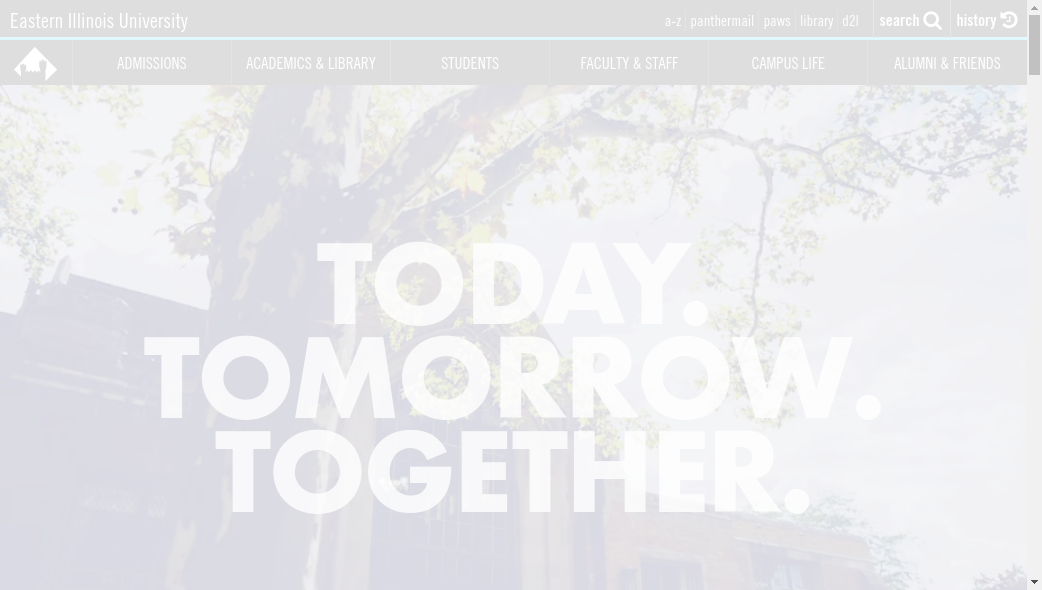 Eastern Illinois University
a-z panthermail paws library d2l search history
ADMISSIONS ACADEMICS & LIBRARY STUDENTS FACULTY & STAFF CAMPUS LIFE ALUMNI & FRIENDS
TODAY.
TOMORROW.
TOGETHER.